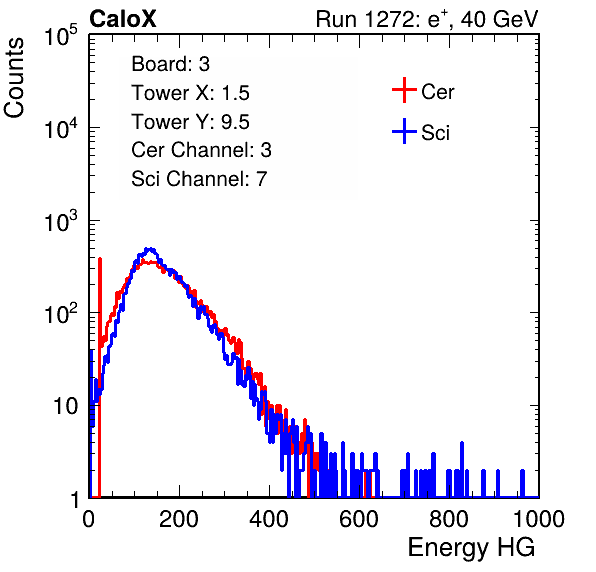 CaloX Run 1272: e⁺, 40 GeV
Counts
Board: 3
Tower X: 1.5
Tower Y: 9.5
Cer Channel: 3
Sci Channel: 7
Cer
Sci
10⁵
10⁴
10³
10²
10
1
0 200 400 600 800 1000
Energy HG